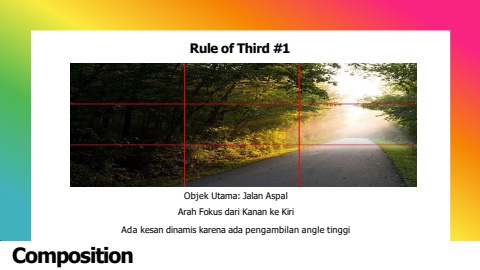 Rule of Third #1
Objek Utama: Jalan Aspal
Arah Fokus dari Kanan ke Kiri
Ada kesan dinamis karena ada pengambilan angle tinggi
Composition